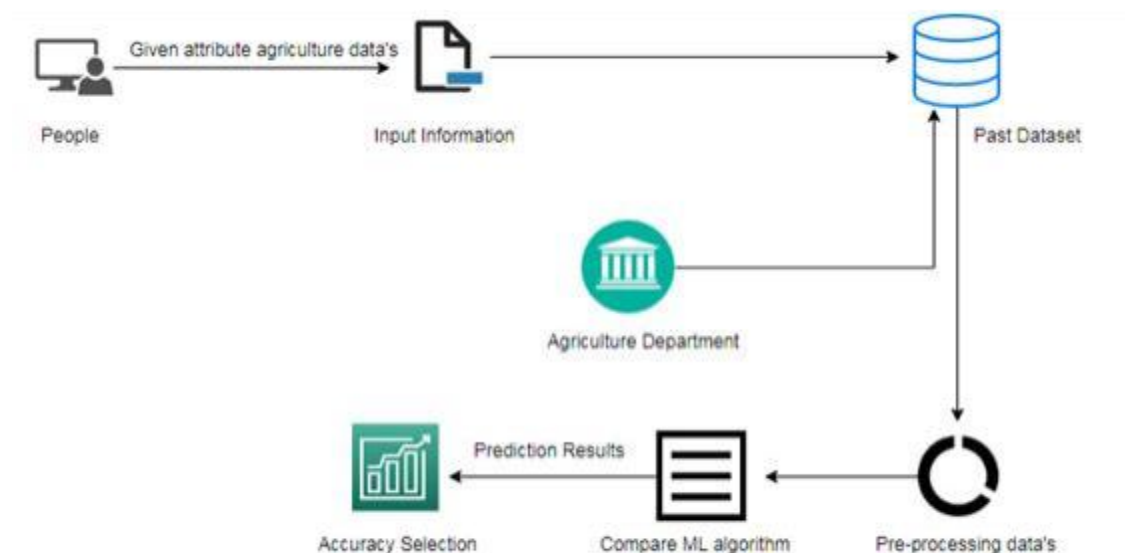 Given attribute agriculture data's
People
Input Information
Past Dataset
Agriculture Department
Prediction Results
Accuracy Selection
Compare ML algorithm
Pre-processing data's